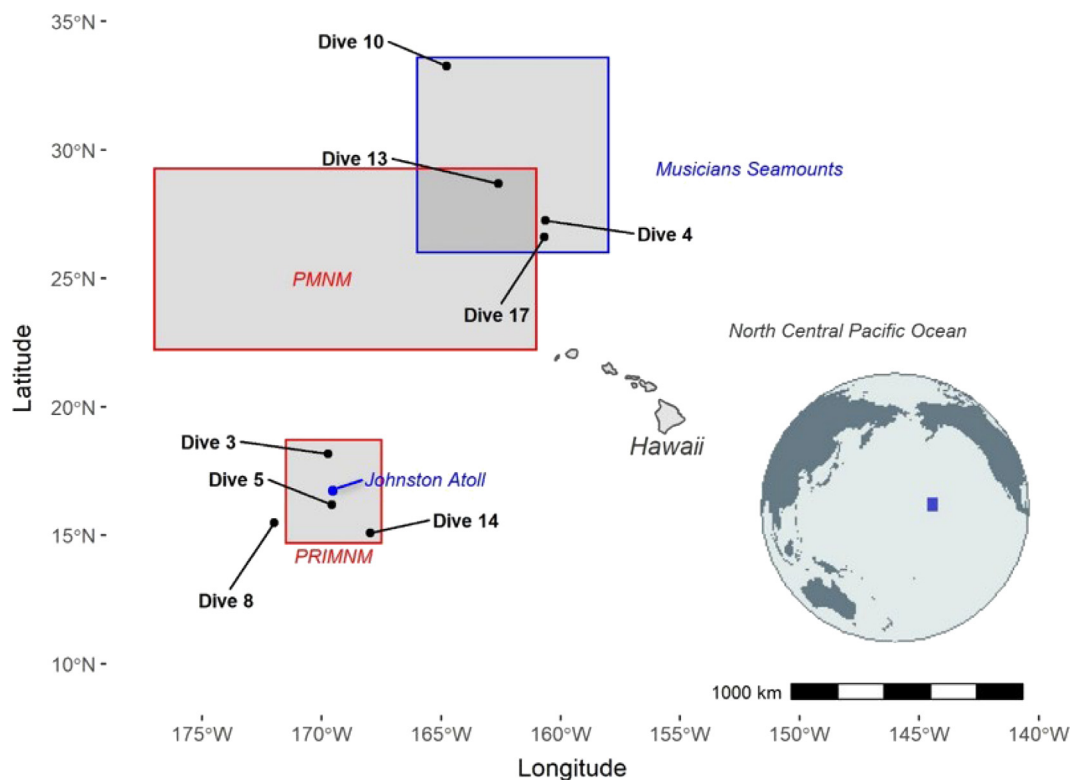 35°N
Dive 10
30°N
Dive 13
Musicians Seamounts
Dive 4
25°N
PMNM
Dive 17
North Central Pacific Ocean
Latitude
20°N
Hawaii
Dive 3
Dive 5
Johnston Atoll
Dive 14
15°N
PRIMNM
Dive 8
10°N
1000 km
175°W 170°W 165°W 160°W 155°W 150°W 145°W 140°W
Longitude